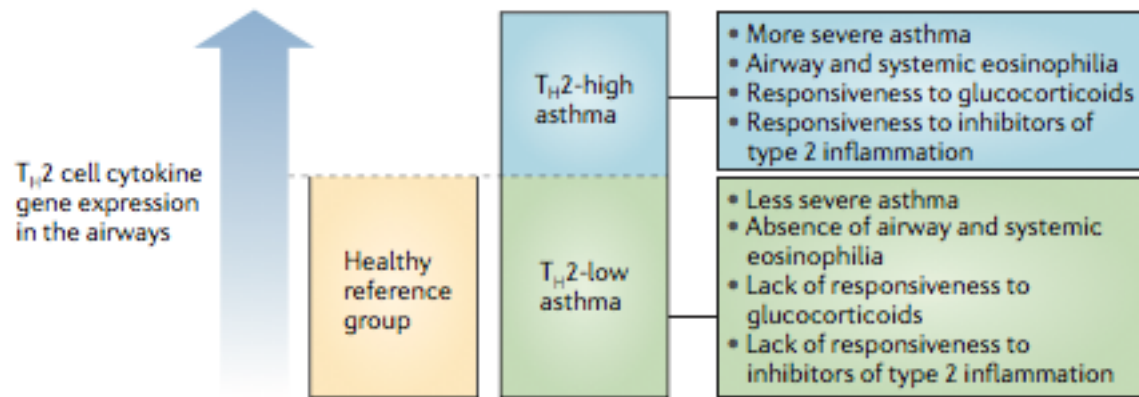 T_H2 cell cytokine
gene expression
in the airways
Healthy
reference
group
T_H2-high
asthma
T_H2-low
asthma
• More severe asthma
• Airway and systemic eosinophilia
• Responsiveness to glucocorticoids
• Responsiveness to inhibitors of
type 2 inflammation
• Less severe asthma
• Absence of airway and systemic
eosinophilia
• Lack of responsiveness to
glucocorticoids
• Lack of responsiveness to
inhibitors of type 2 inflammation